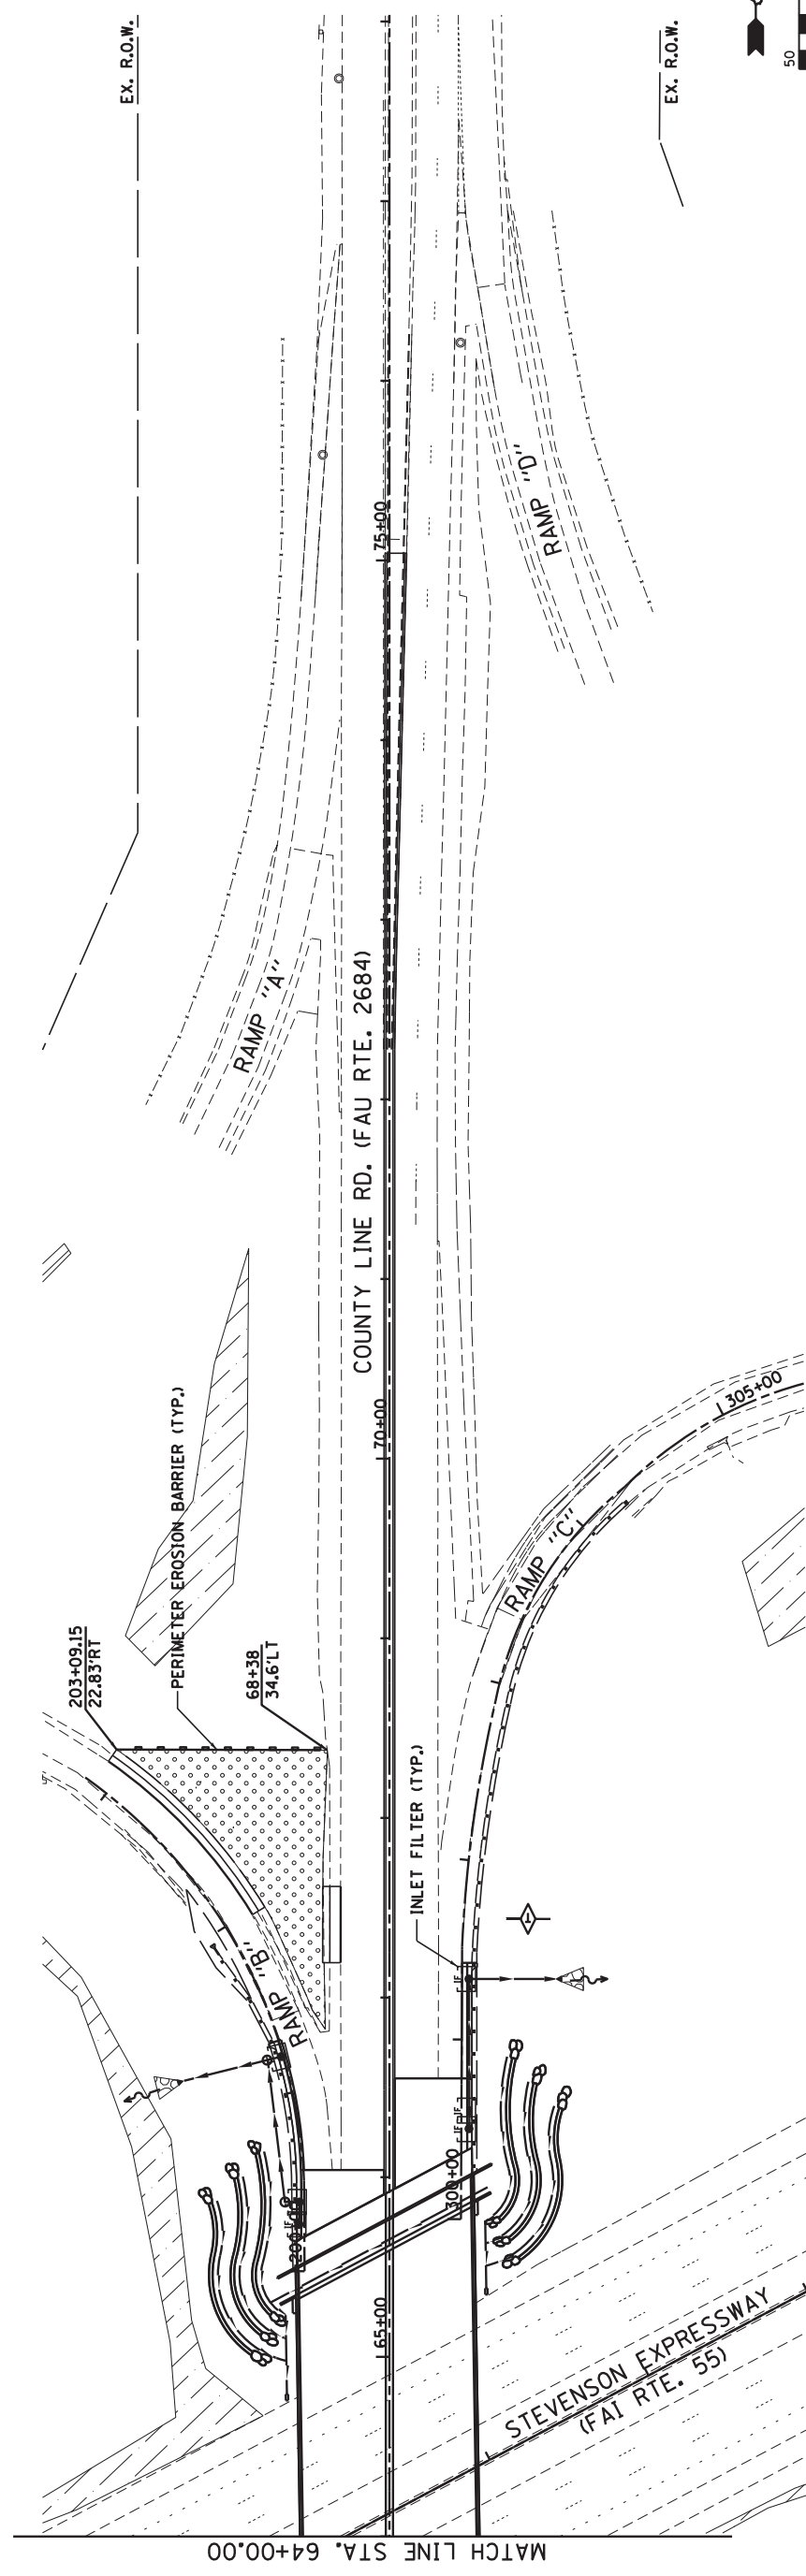 EX. R.O.W.
EX. R.O.W.
50
75+00
RAMP "D"
RAMP "A"
COUNTY LINE RD. (FAU RTE. 2684)
70+00
305+00
RAMP "C"
PERIMETER EROSION BARRIER (TYP.)
203+09.15
22.83'RT
68+38
34.6'LT
INLET FILTER (TYP.)
RAMP "B"
T
IF
IF
IF
300+00
65+00
STEVENSON EXPRESSWAY
(FAI RTE. 55)
MATCH LINE STA. 64+00.00